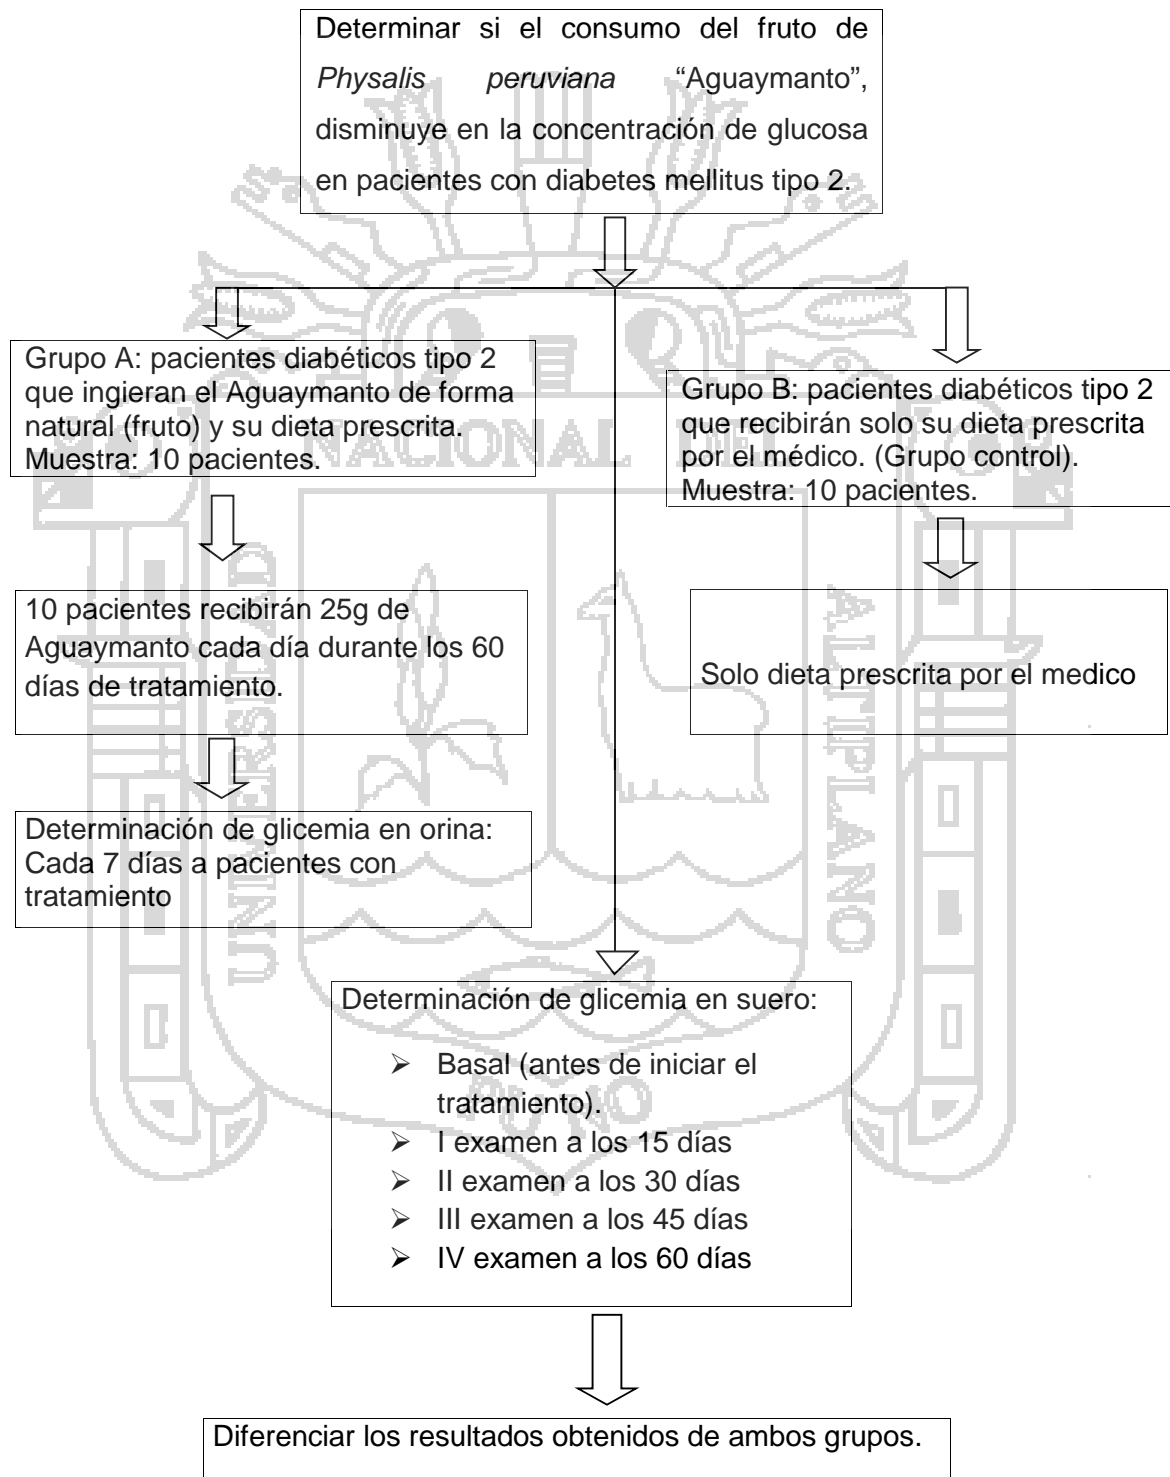 Determinar si el consumo del fruto de
Physalis peruviana “Aguaymanto”,
disminuye en la concentración de glucosa
en pacientes con diabetes mellitus tipo 2.
Grupo A: pacientes diabéticos tipo 2
que ingieran el Aguaymanto de forma
natural (fruto) y su dieta prescrita.
Muestra: 10 pacientes.
Grupo B: pacientes diabéticos tipo 2
que recibirán solo su dieta prescrita
por el médico. (Grupo control).
Muestra: 10 pacientes.
10 pacientes recibirán 25g de
Aguaymanto cada día durante los 60
días de tratamiento.
Solo dieta prescrita por el medico
Determinación de glicemia en orina:
Cada 7 días a pacientes con
tratamiento
Determinación de glicemia en suero:
➢ Basal (antes de iniciar el
tratamiento).
➢ I examen a los 15 días
➢ II examen a los 30 días
➢ III examen a los 45 días
➢ IV examen a los 60 días
Diferenciar los resultados obtenidos de ambos grupos.
UNIVERSIDAD
NACIONAL DEL
ALTIPLANO
PUNO